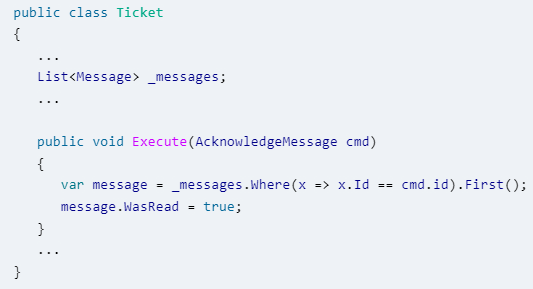 public class Ticket
{
...
List<Message> _messages;
...
public void Execute(AcknowledgeMessage cmd)
{
var message = _messages.Where(x => x.Id == cmd.id).First();
message.WasRead = true;
}
...
}